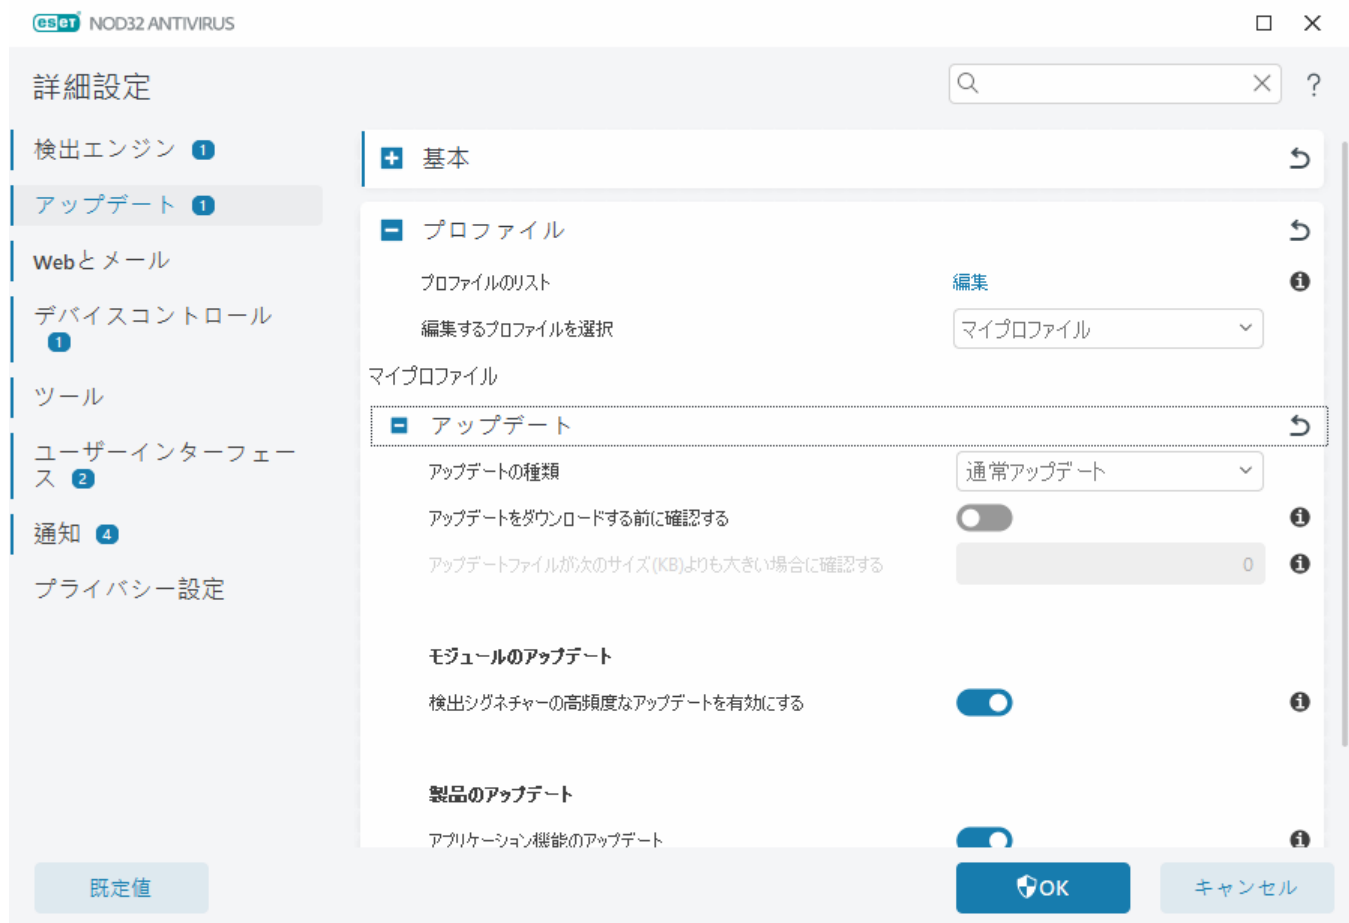 eset NOD32 ANTIVIRUS
詳細設定
?
検出エンジン 1
アップデート 1
Webとメール
デバイスコントロール
1
ツール
ユーザーインターフェー
ス 2
通知 4
プライバシー設定
基本
プロファイル
プロファイルのリスト 編集
編集するプロファイルを選択 マイプロファイル
マイプロファイル
アップデート
アップデートの種類 通常アップデート
アップデートをダウンロードする前に確認する
アップデートファイルが次のサイズ(KB)よりも大きい場合に確認する 0
モジュールのアップデート
検出シグネチャーの高頻度なアップデートを有効にする
製品のアップデート
アプリケーション機能のアップデート
既定値 OK キャンセル